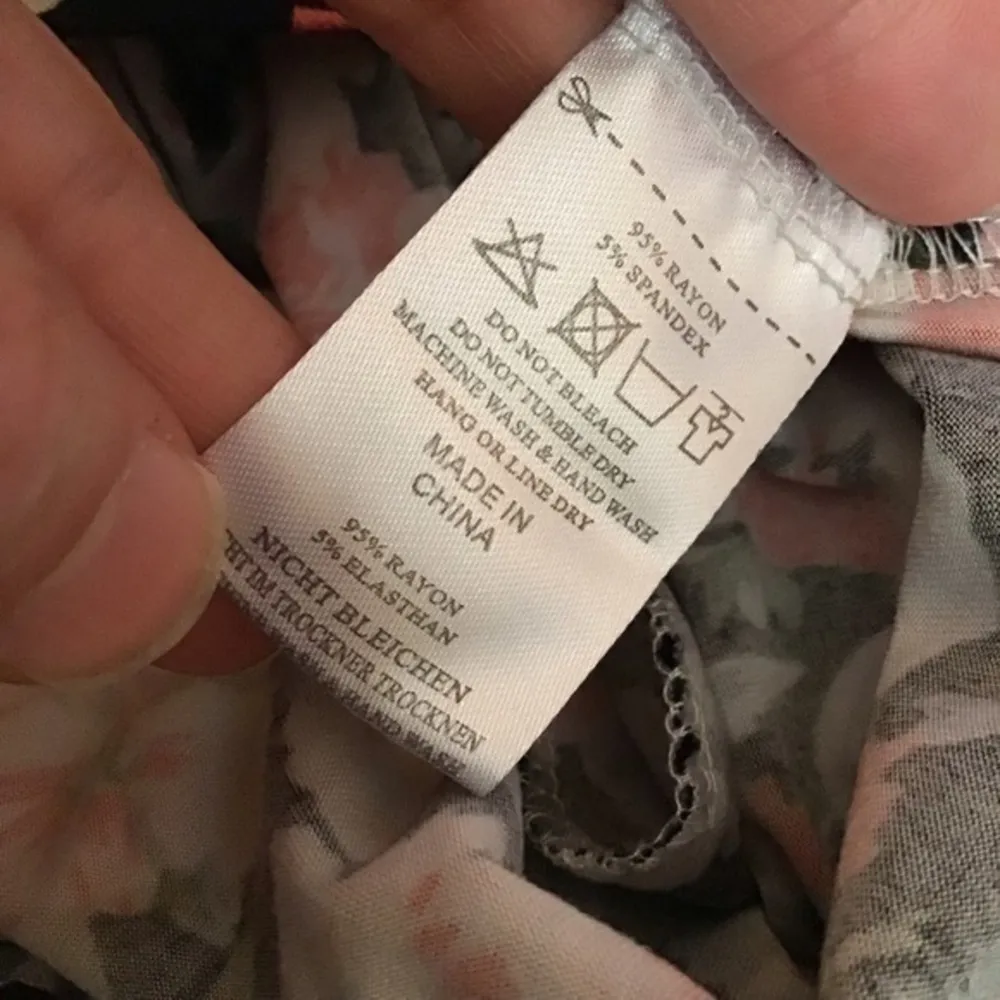 95% RAYON
5% SPANDEX
DO NOT BLEACH
DO NOT TUMBLE DRY
MACHINE WASH & HAND WASH
HANG OR LINE DRY
MADE IN
CHINA
95% RAYON
5% ELASTHAN
NICHT BLEICHEN
IM TROCKNER TROCKNEN